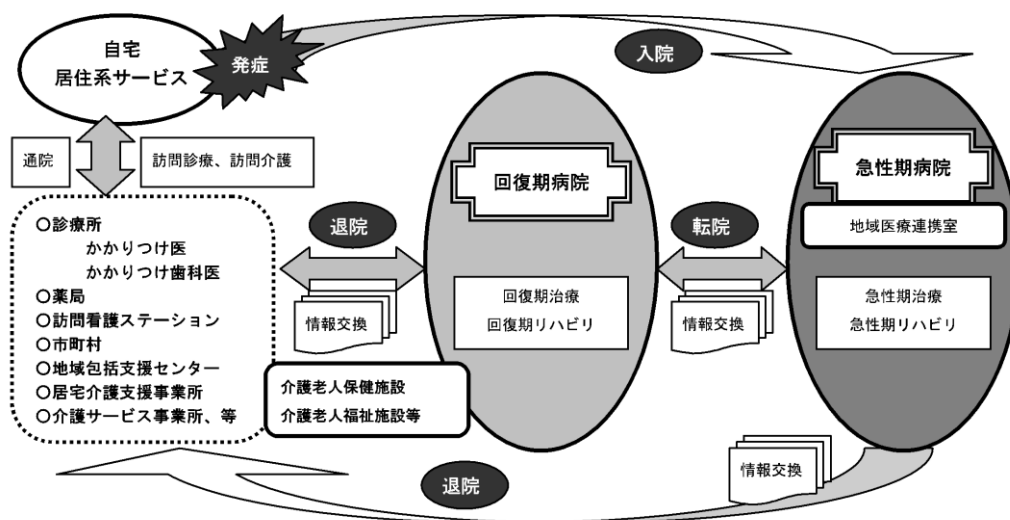 自宅
居住系サービス
発症
入院
通院
訪問診療、訪問介護
回復期病院
急性期病院
地域医療連携室
○診療所
かかりつけ医
かかりつけ歯科医
○薬局
○訪問看護ステーション
○市町村
○地域包括支援センター
○居宅介護支援事業所
○介護サービス事業所、等
退院
情報交換
転院
情報交換
回復期治療
回復期リハビリ
急性期治療
急性期リハビリ
介護老人保健施設
介護老人福祉施設等
情報交換
退院